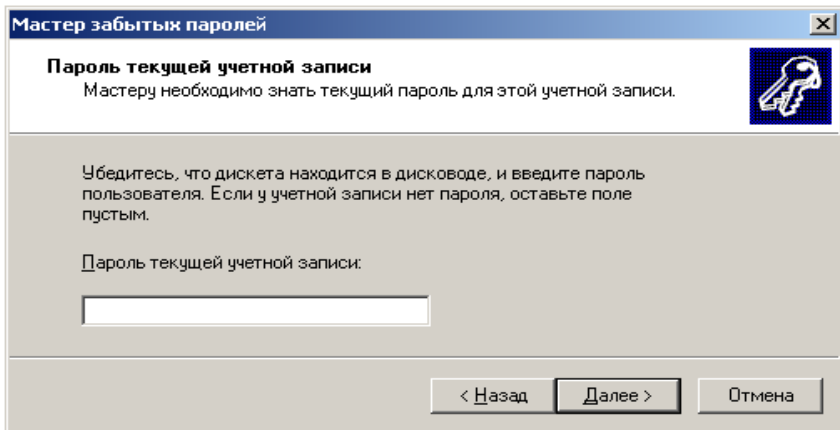 Мастер забытых паролей
Пароль текущей учетной записи
Мастеру необходимо знать текущий пароль для этой учетной записи.
Убедитесь, что дискета находится в дисководе, и введите пароль
пользователя. Если у учетной записи нет пароля, оставьте поле
пустым.
Пароль текущей учетной записи:
< Назад Далее > Отмена